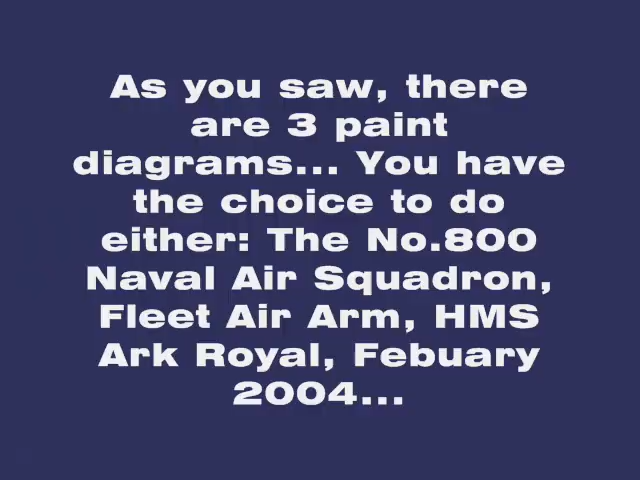 As you saw, there
are 3 paint
diagrams... You have
the choice to do
either: The No.800
Naval Air Squadron,
Fleet Air Arm, HMS
Ark Royal, Febuary
2004...